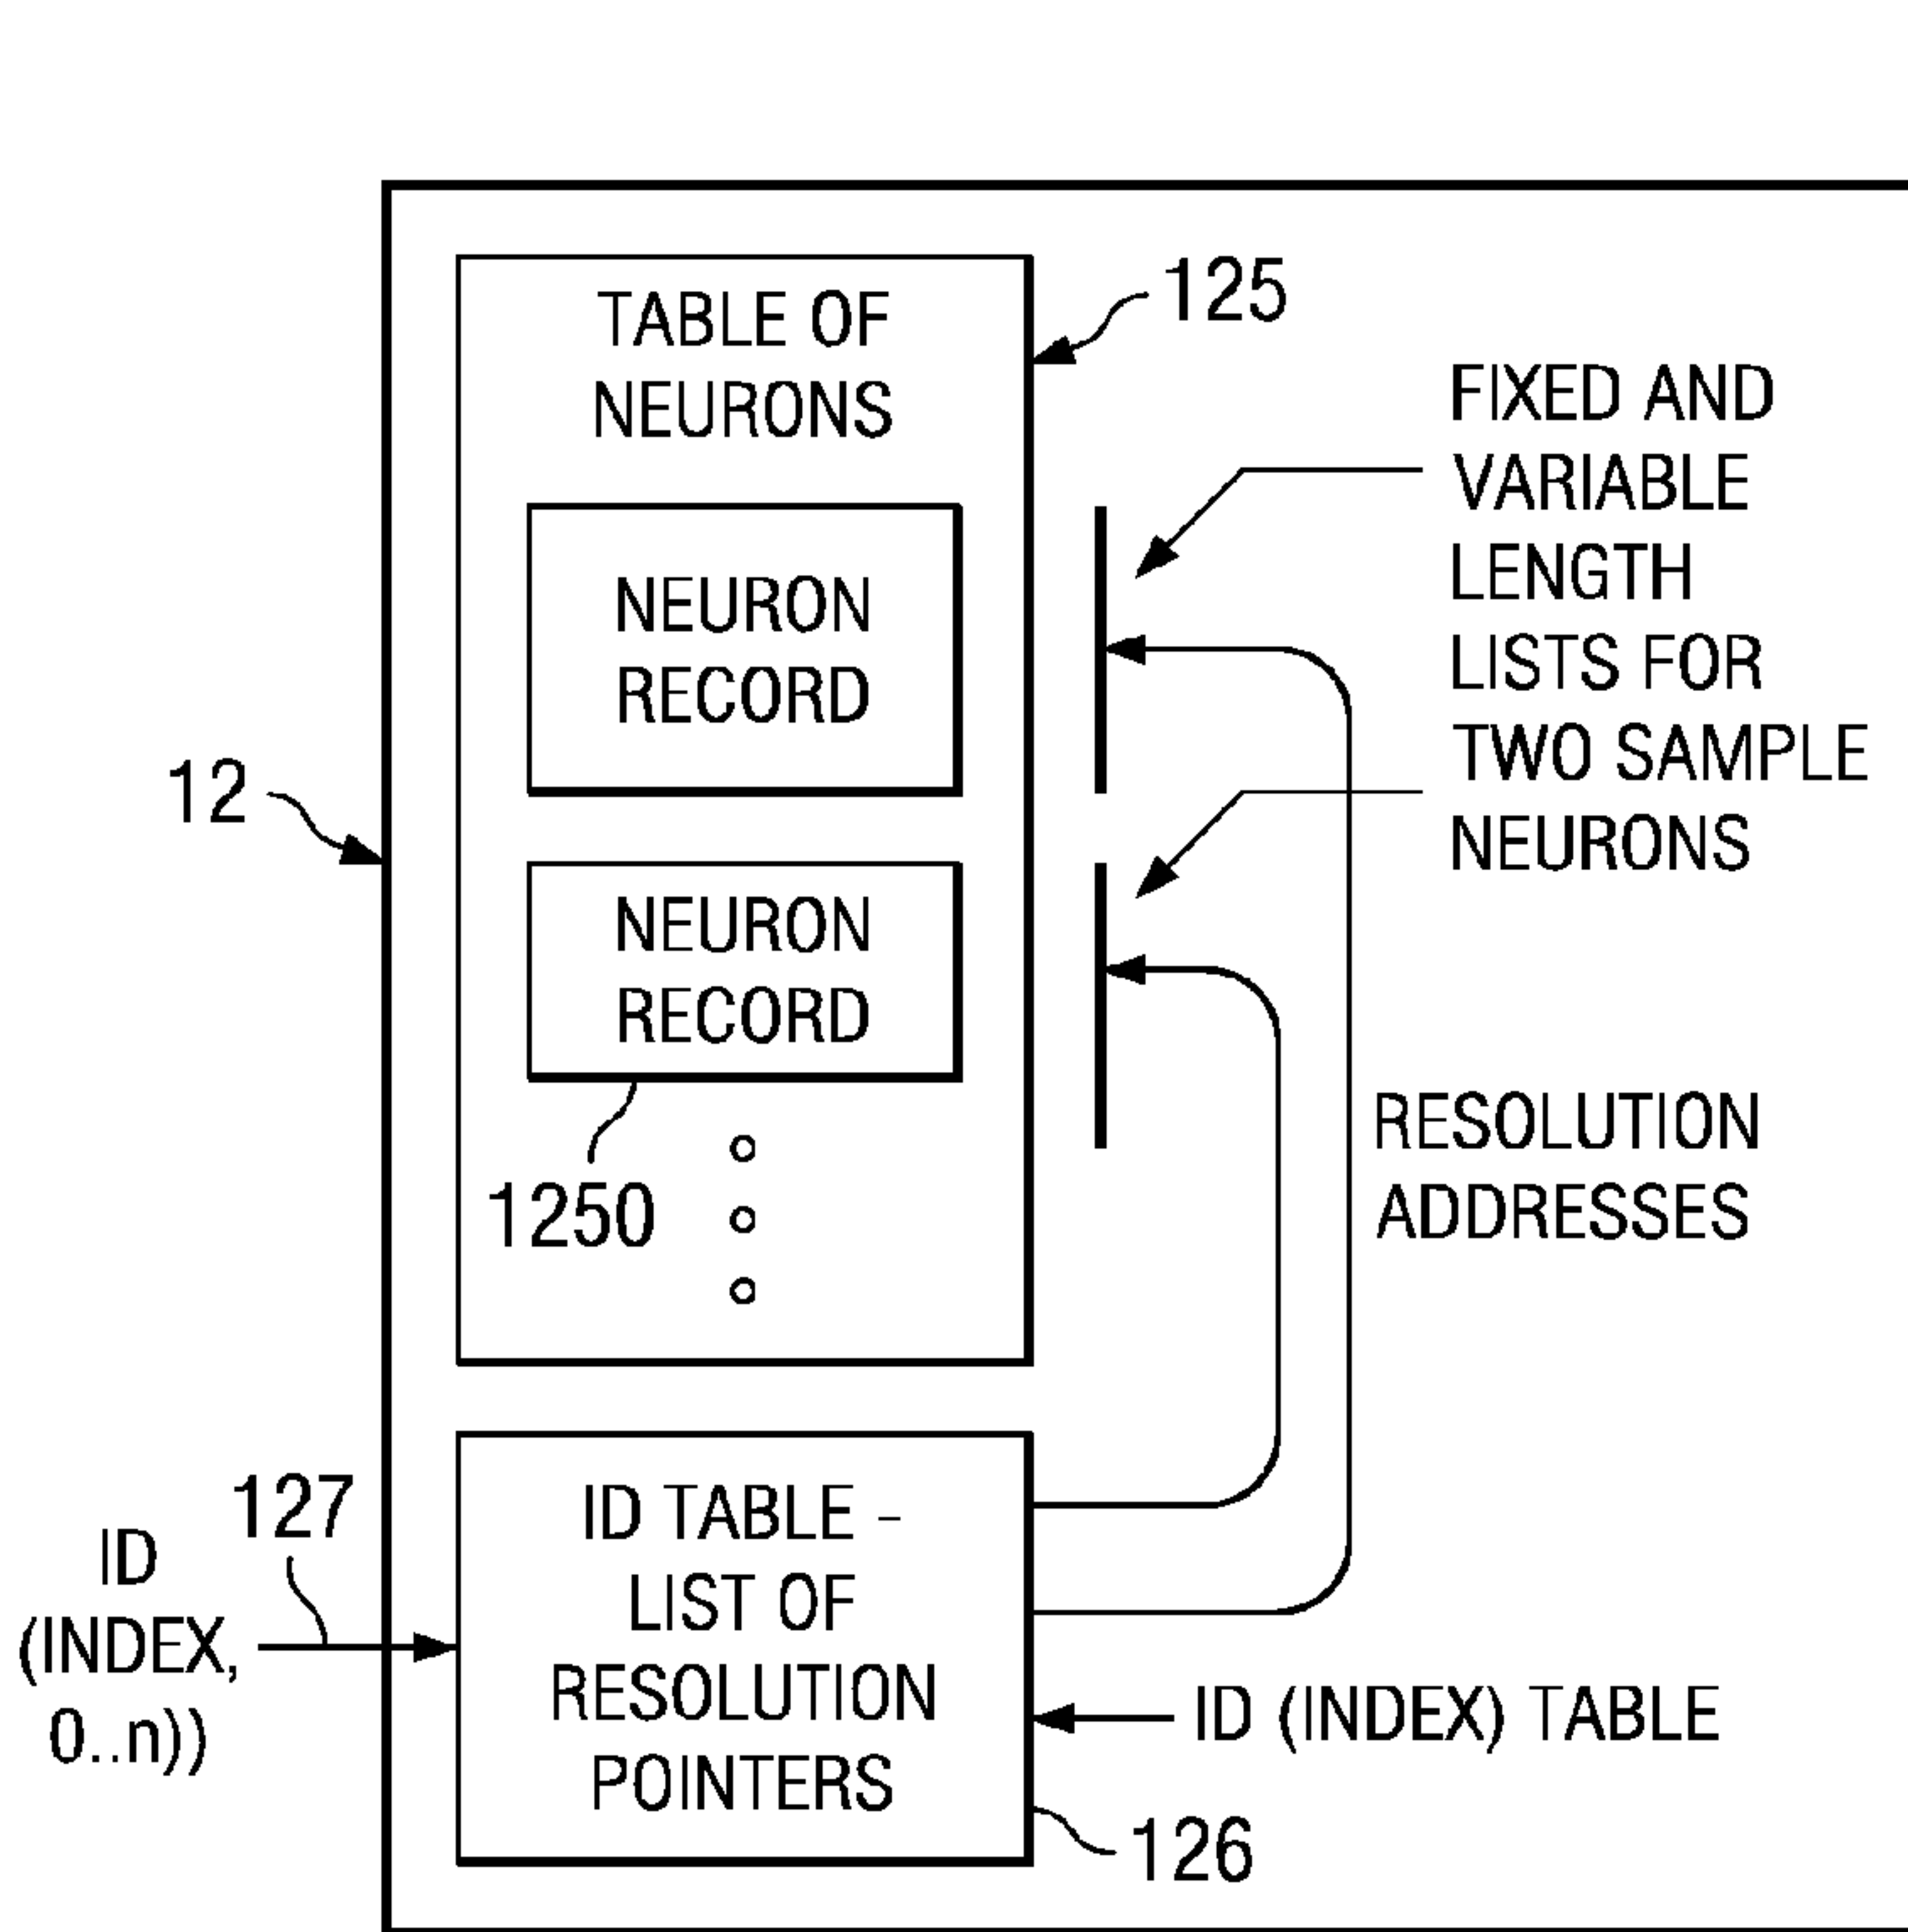 TABLE OF
NEURONS
125
FIXED AND
VARIABLE
LENGTH
LISTS FOR
TWO SAMPLE
NEURONS
NEURON
RECORD
12
NEURON
RECORD
1250
RESOLUTION
ADDRESSES
127
ID
(INDEX,
0..n))
ID TABLE -
LIST OF
RESOLUTION
POINTERS
ID (INDEX) TABLE
126